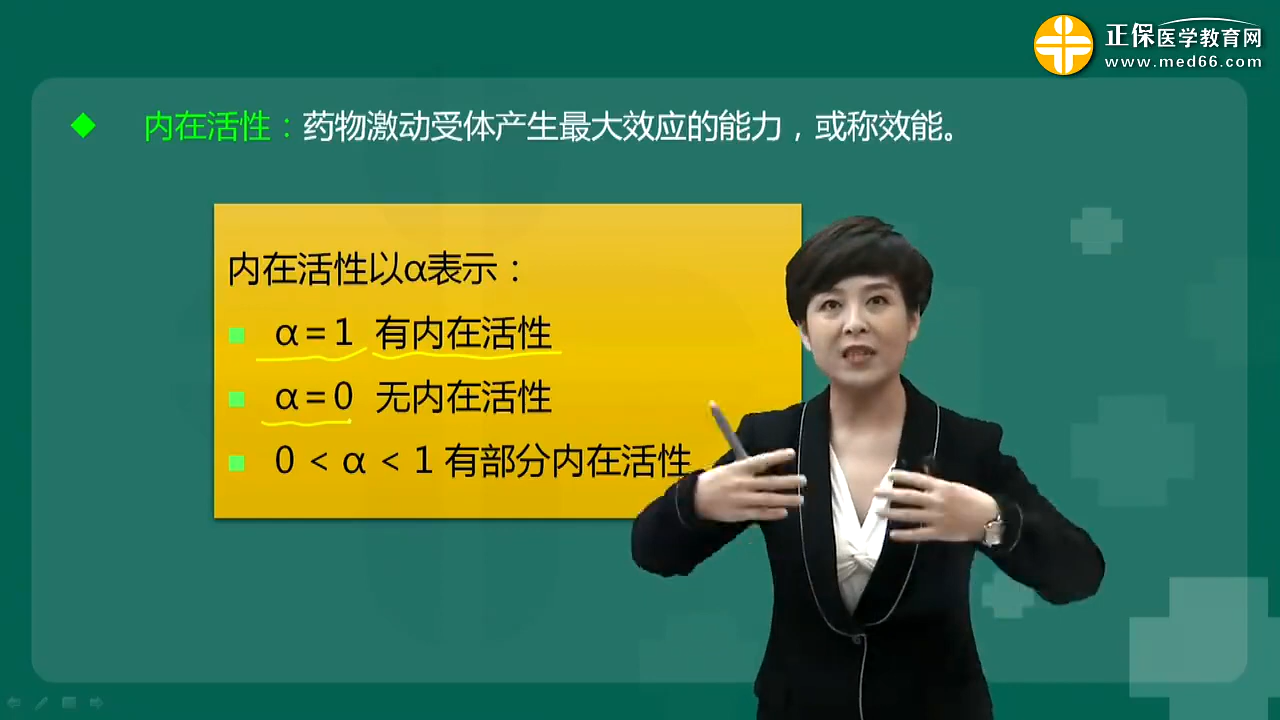 正保医学教育网
www.med66.com
内在活性：药物激动受体产生最大效应的能力，或称效能。
内在活性以α表示：
α=1 有内在活性
α=0 无内在活性
0 < α < 1 有部分内在活性